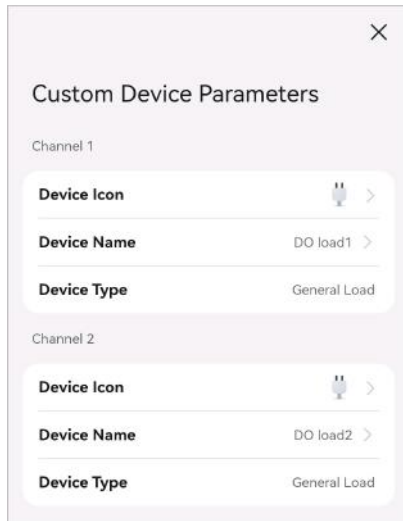 Custom Device Parameters
Channel 1
Device Icon
Device Name DO load1
Device Type General Load
Channel 2
Device Icon
Device Name DO load2
Device Type General Load